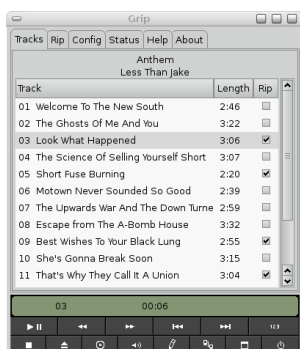 Grip
Tracks Rip Config Status Help About
Anthem
Less Than Jake
Track Length Rip
01 Welcome To The New South 2:46
02 The Ghosts Of Me And You 3:22
03 Look What Happened 3:06
04 The Science Of Selling Yourself Short 3:07
05 Short Fuse Burning 2:20
06 Motown Never Sounded So Good 2:39
07 The Upwards War And The Down Turne 2:59
08 Escape from The A-Bomb House 3:32
09 Best Wishes To Your Black Lung 2:55
10 She's Gonna Break Soon 3:15
11 That's Why They Call It A Union 3:04
03 00:06
123